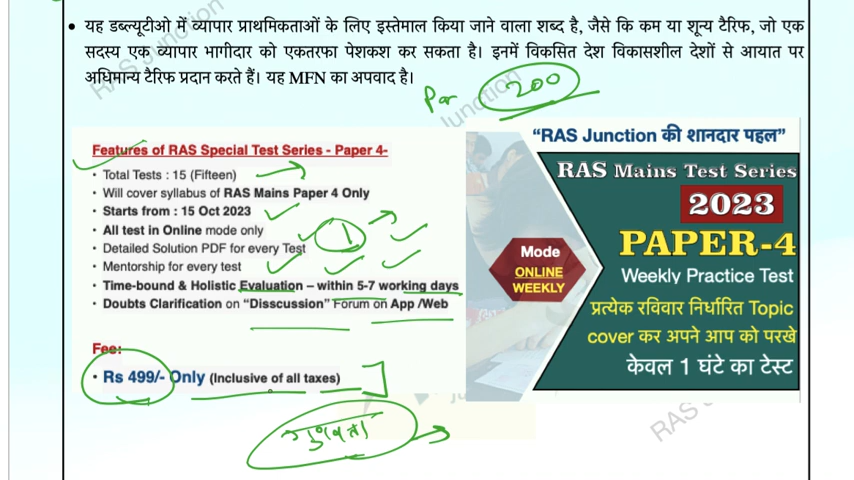 • यह डब्ल्यूटीओ में व्यापार प्राथमिकताओं के लिए इस्तेमाल किया जाने वाला शब्द है, जैसे कि कम या शून्य टैरिफ, जो एक
सदस्य एक व्यापार भागीदार को एकतरफा पेशकश कर सकता है। इनमें विकसित देश विकासशील देशों से आयात पर
अधिमान्य टैरिफ प्रदान करते हैं। यह MFN का अपवाद है।
200
Features of RAS Special Test Series - Paper 4-
• Total Tests : 15 (Fifteen)
• Will cover syllabus of RAS Mains Paper 4 Only
• Starts from : 15 Oct 2023
• All test in Online mode only
• Detailed Solution PDF for every Test
• Mentorship for every test
• Time-bound & Holistic Evaluation – within 5-7 working days
• Doubts Clarification on “Disscussion” Forum on App /Web
1
Fee:
• Rs 499/- Only (Inclusive of all taxes)
गुणवत्ता
“RAS Junction की शानदार पहल”
RAS Mains Test Series
2023
PAPER-4
Weekly Practice Test
Mode
ONLINE
WEEKLY
प्रत्येक रविवार निर्धारित Topic
cover कर अपने आप को परखे
केवल 1 घंटे का टेस्ट
RAS Junction